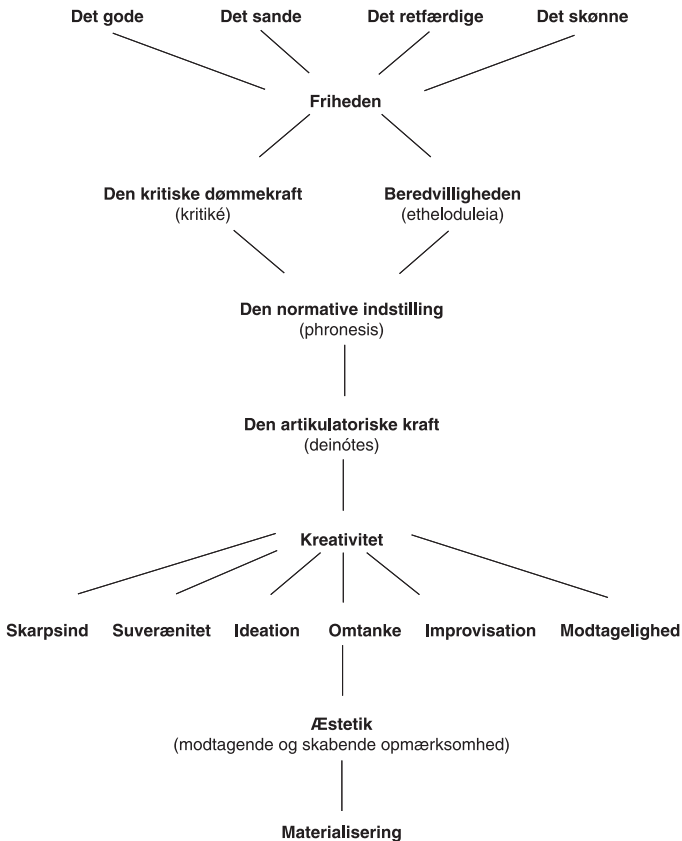 Det gode Det sande Det retfærdige Det skønne
Friheden
Den kritiske dømmekraft Beredvilligheden
(kritiké) (etheloduleia)
Den normative indstilling
(phronesis)
Den artikulatoriske kraft
(deinótes)
Kreativitet
Skarpsind Suverænitet Ideation Omtanke Improvisation Modtagelighed
Æstetik
(modtagende og skabende opmærksomhed)
Materialisering